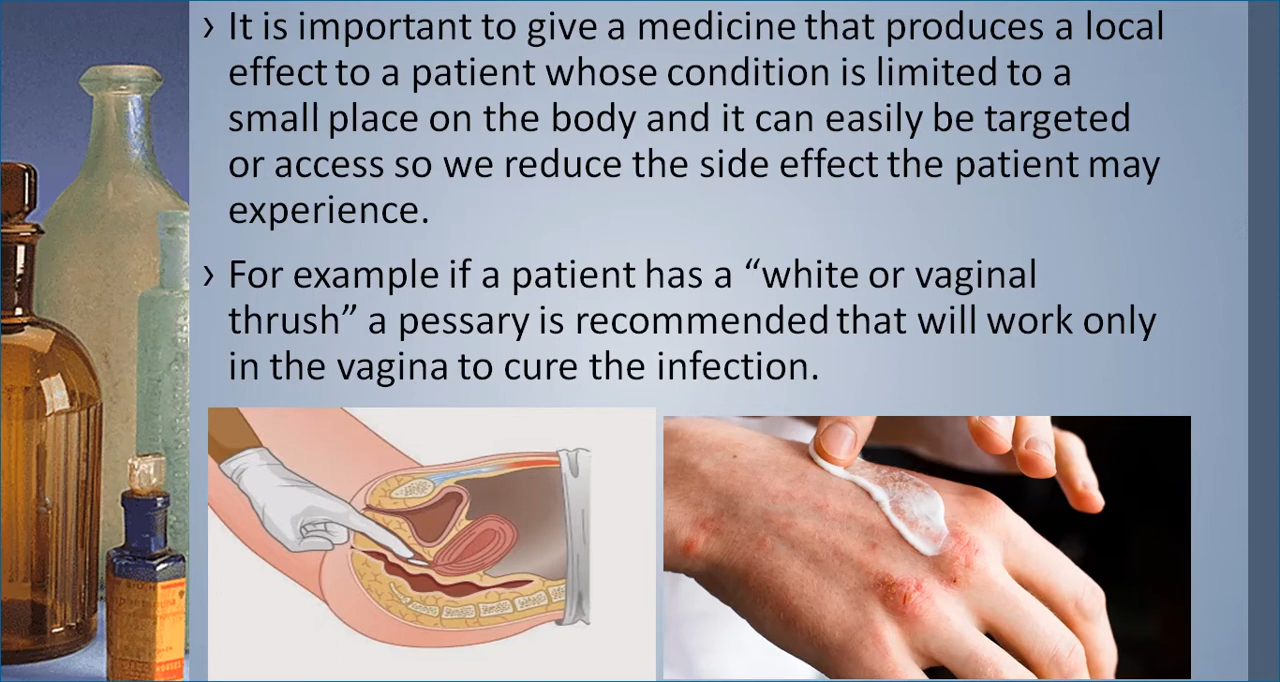 › It is important to give a medicine that produces a local
effect to a patient whose condition is limited to a
small place on the body and it can easily be targeted
or access so we reduce the side effect the patient may
experience.
› For example if a patient has a “white or vaginal
thrush” a pessary is recommended that will work only
in the vagina to cure the infection.